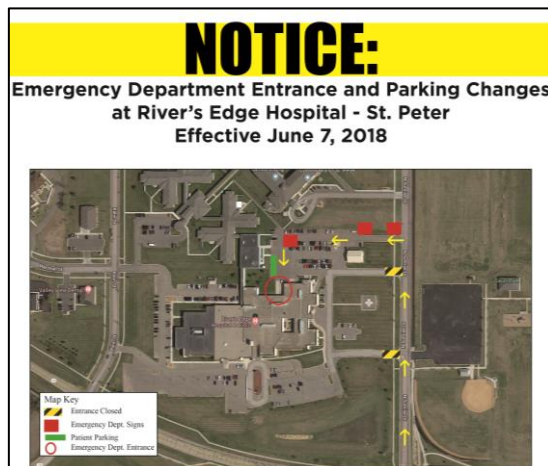 NOTICE:
Emergency Department Entrance and Parking Changes
at River's Edge Hospital - St. Peter
Effective June 7, 2018
Map Key
Entrance Closed
Emergency Dept. Signs
Patient Parking
Emergency Dept. Entrance